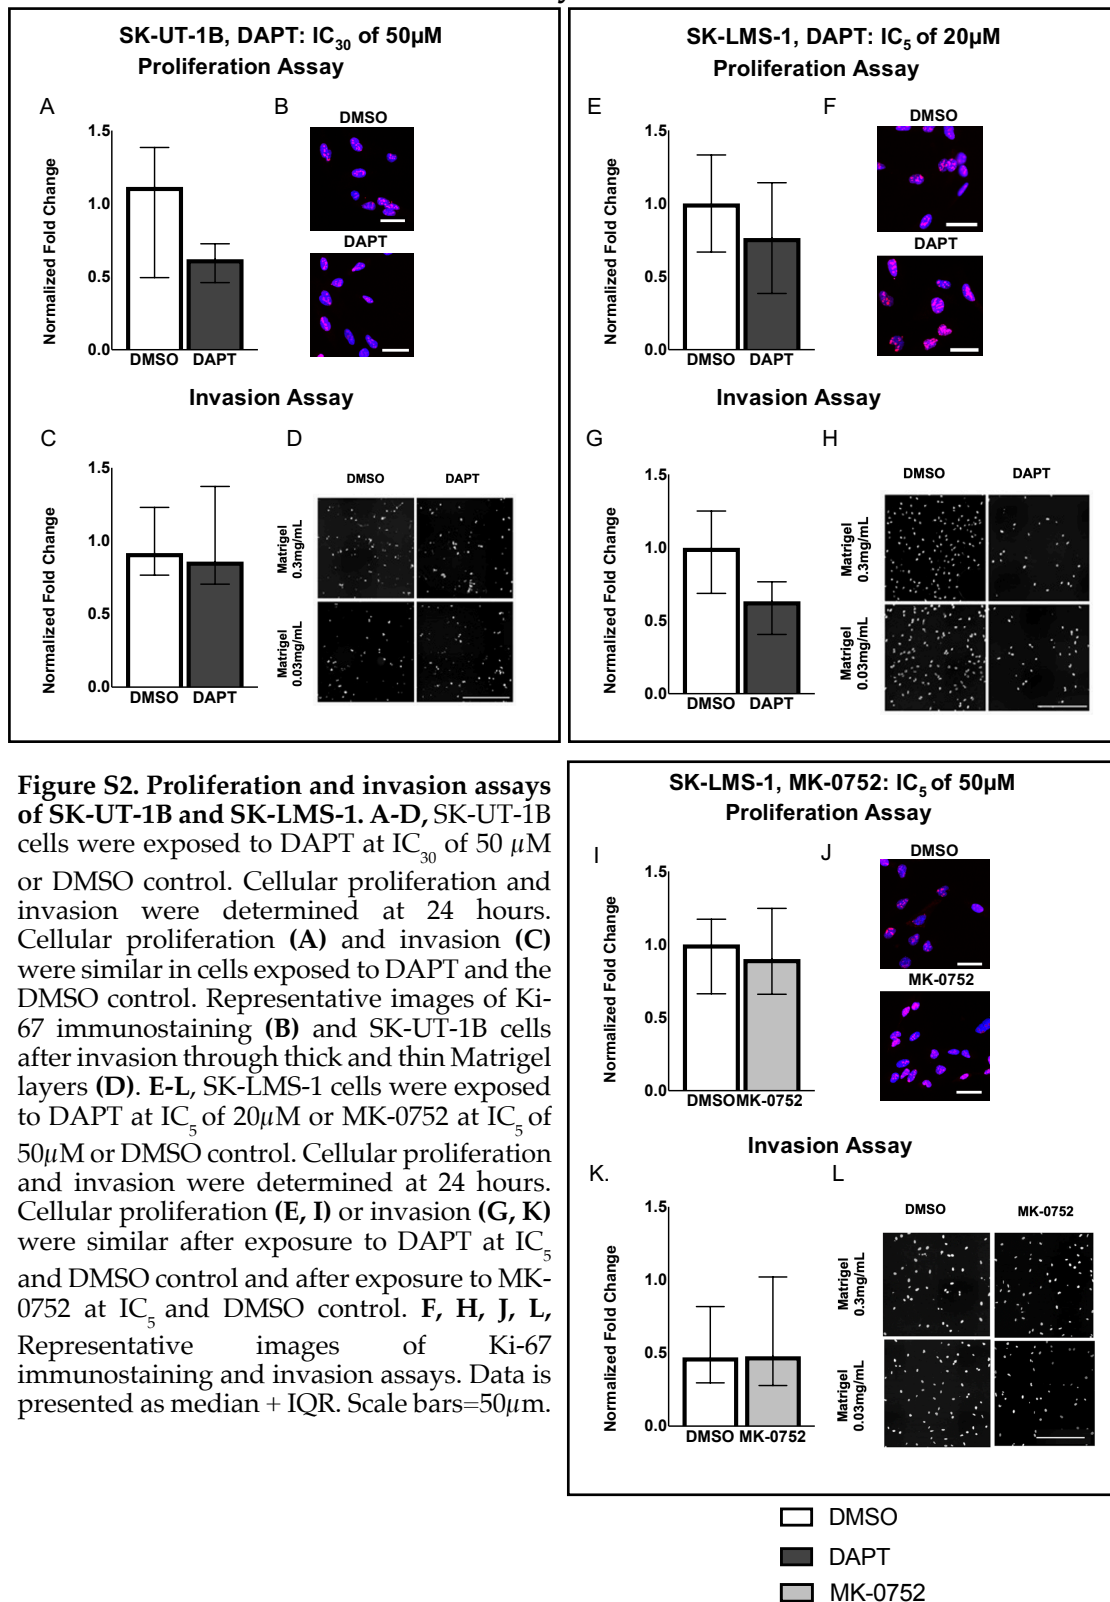 SK-UT-1B, DAPT: IC30 of 50µM
Proliferation Assay
A
B
Normalized Fold Change
1.5
1.0
0.5
0.0
DMSO DAPT
DMSO
DAPT
Invasion Assay
C
D
Normalized Fold Change
1.5
1.0
0.5
0.0
DMSO DAPT
DMSO DAPT
Matrigel
0.3mg/mL
Matrigel
0.03mg/mL
SK-LMS-1, DAPT: IC5 of 20µM
Proliferation Assay
E
F
Normalized Fold Change
1.5
1.0
0.5
0.0
DMSO DAPT
DMSO
DAPT
Invasion Assay
G
H
Normalized Fold Change
1.5
1.0
0.5
0.0
DMSO DAPT
DMSO DAPT
Matrigel
0.3mg/mL
Matrigel
0.03mg/mL
Figure S2. Proliferation and invasion assays
of SK-UT-1B and SK-LMS-1. A-D, SK-UT-1B
cells were exposed to DAPT at IC30 of 50 µM
or DMSO control. Cellular proliferation and
invasion were determined at 24 hours.
Cellular proliferation (A) and invasion (C)
were similar in cells exposed to DAPT and the
DMSO control. Representative images of Ki-
67 immunostaining (B) and SK-UT-1B cells
after invasion through thick and thin Matrigel
layers (D). E-L, SK-LMS-1 cells were exposed
to DAPT at IC5 of 20µM or MK-0752 at IC5 of
50µM or DMSO control. Cellular proliferation
and invasion were determined at 24 hours.
Cellular proliferation (E, I) or invasion (G, K)
were similar after exposure to DAPT at IC5
and DMSO control and after exposure to MK-
0752 at IC5 and DMSO control. F, H, J, L,
Representative images of Ki-67
immunostaining and invasion assays. Data is
presented as median + IQR. Scale bars=50µm.
SK-LMS-1, MK-0752: IC5 of 50µM
Proliferation Assay
I
J
Normalized Fold Change
1.5
1.0
0.5
0.0
DMSO MK-0752
DMSO
MK-0752
Invasion Assay
K.
L
Normalized Fold Change
1.5
1.0
0.5
0.0
DMSO MK-0752
DMSO MK-0752
Matrigel
0.3mg/mL
Matrigel
0.03mg/mL
DMSO
DAPT
MK-0752